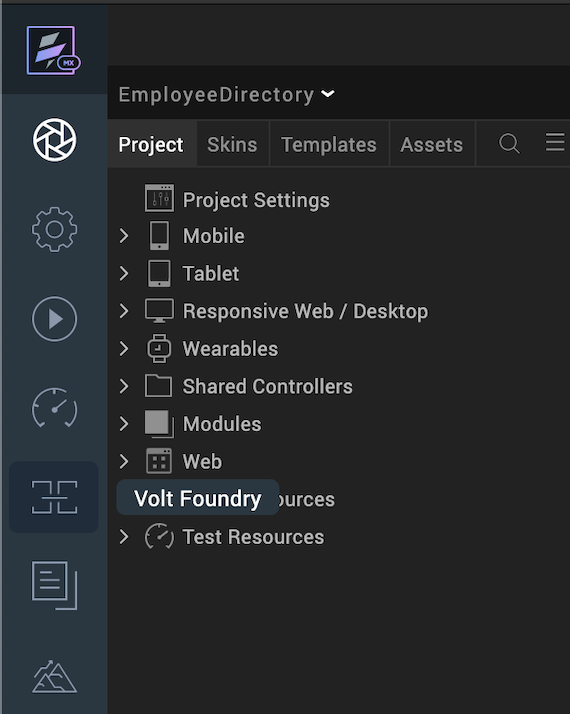 MX
EmployeeDirectory
Project Skins Templates Assets
Project Settings
Mobile
Tablet
Responsive Web / Desktop
Wearables
Shared Controllers
Modules
Web
Volt Foundry
Test Resources